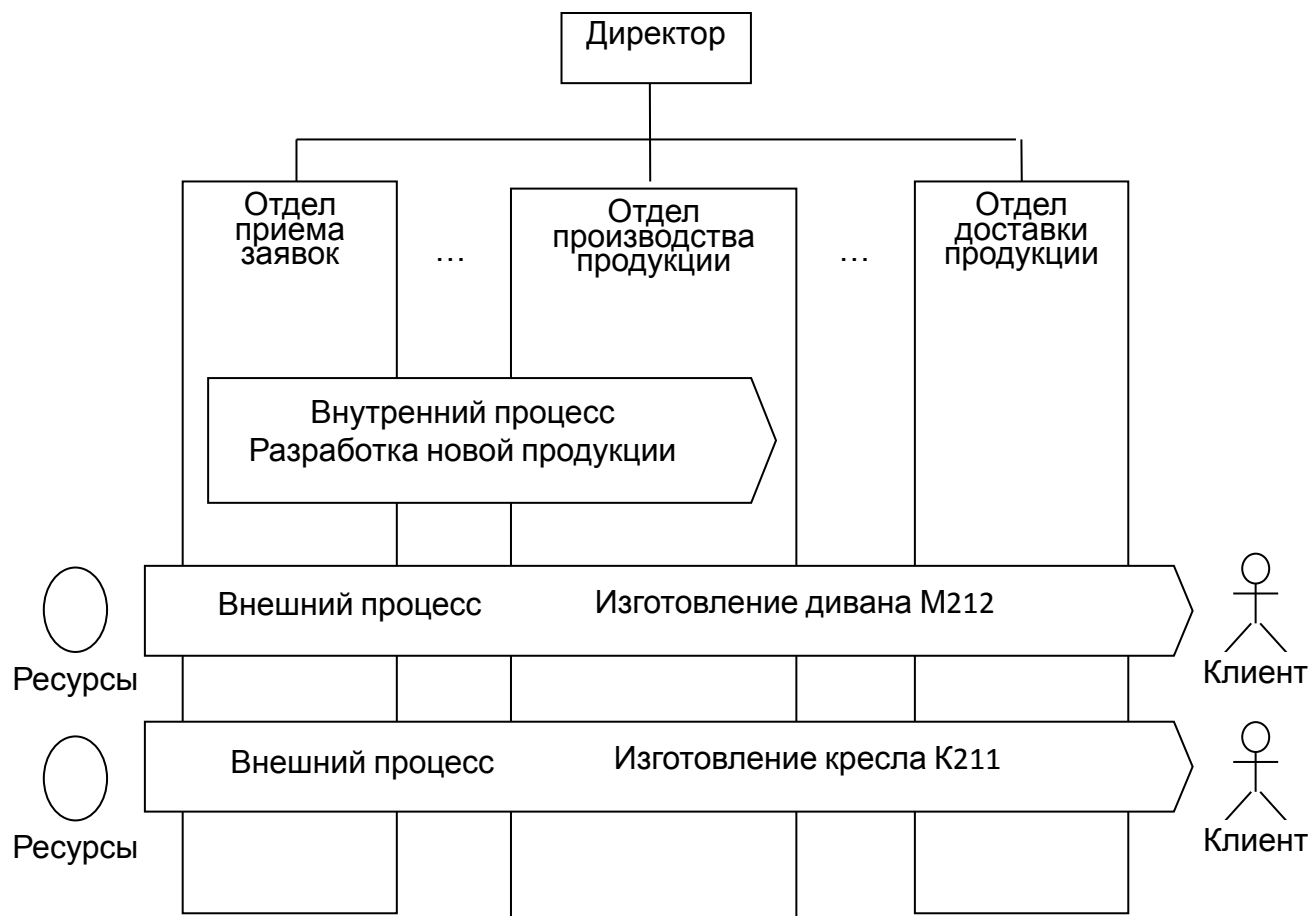 Директор
Отдел
приема
заявок
...
Отдел
производства
продукции
...
Отдел
доставки
продукции
Внутренний процесс
Разработка новой продукции
Внешний процесс
Изготовление дивана М212
Ресурсы
Клиент
Внешний процесс
Изготовление кресла К211
Ресурсы
Клиент